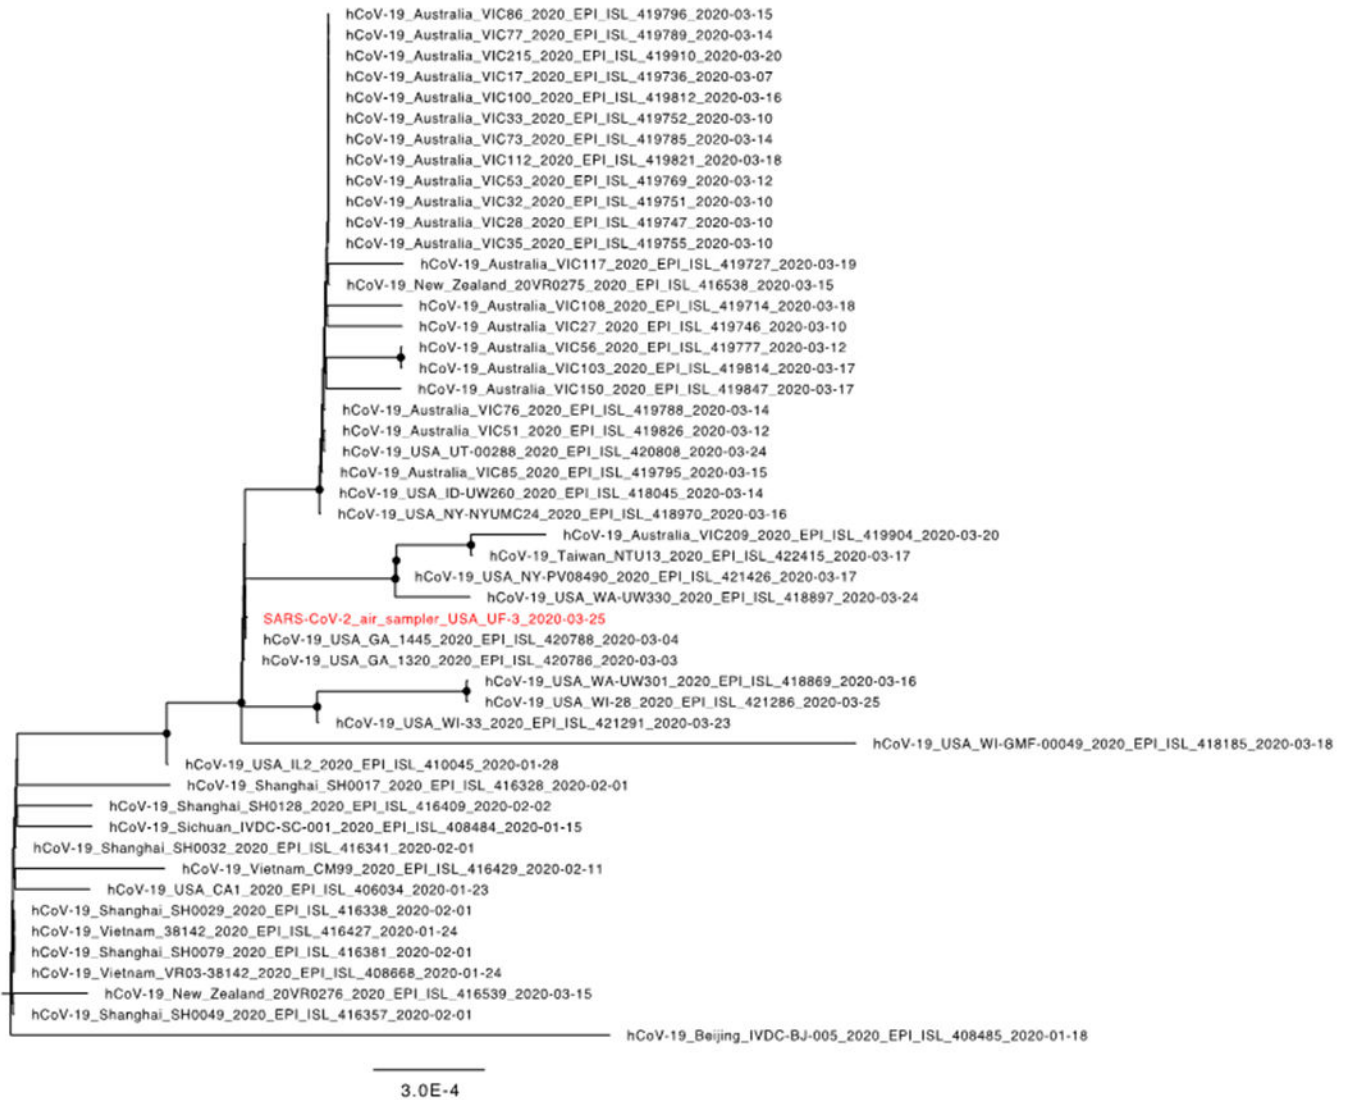 hCoV-19_Australia_VIC86_2020_EPI_ISL_419796_2020-03-15
hCoV-19_Australia_VIC77_2020_EPI_ISL_419789_2020-03-14
hCoV-19_Australia_VIC215_2020_EPI_ISL_419910_2020-03-20
hCoV-19_Australia_VIC17_2020_EPI_ISL_419736_2020-03-07
hCoV-19_Australia_VIC100_2020_EPI_ISL_419812_2020-03-16
hCoV-19_Australia_VIC33_2020_EPI_ISL_419752_2020-03-10
hCoV-19_Australia_VIC73_2020_EPI_ISL_419785_2020-03-14
hCoV-19_Australia_VIC112_2020_EPI_ISL_419821_2020-03-18
hCoV-19_Australia_VIC53_2020_EPI_ISL_419769_2020-03-12
hCoV-19_Australia_VIC32_2020_EPI_ISL_419751_2020-03-10
hCoV-19_Australia_VIC28_2020_EPI_ISL_419747_2020-03-10
hCoV-19_Australia_VIC35_2020_EPI_ISL_419755_2020-03-10
hCoV-19_Australia_VIC117_2020_EPI_ISL_419727_2020-03-19
hCoV-19_New_Zealand_20VR0275_2020_EPI_ISL_416538_2020-03-15
hCoV-19_Australia_VIC108_2020_EPI_ISL_419714_2020-03-18
hCoV-19_Australia_VIC27_2020_EPI_ISL_419746_2020-03-10
hCoV-19_Australia_VIC56_2020_EPI_ISL_419777_2020-03-12
hCoV-19_Australia_VIC103_2020_EPI_ISL_419814_2020-03-17
hCoV-19_Australia_VIC150_2020_EPI_ISL_419847_2020-03-17
hCoV-19_Australia_VIC76_2020_EPI_ISL_419788_2020-03-14
hCoV-19_Australia_VIC51_2020_EPI_ISL_419826_2020-03-12
hCoV-19_USA_UT-00288_2020_EPI_ISL_420808_2020-03-24
hCoV-19_Australia_VIC85_2020_EPI_ISL_419795_2020-03-15
hCoV-19_USA_ID-UW260_2020_EPI_ISL_418045_2020-03-14
hCoV-19_USA_NY-NYUMC24_2020_EPI_ISL_418970_2020-03-16
hCoV-19_Australia_VIC209_2020_EPI_ISL_419904_2020-03-20
hCoV-19_Taiwan_NTU13_2020_EPI_ISL_422415_2020-03-17
hCoV-19_USA_NY-PV08490_2020_EPI_ISL_421426_2020-03-17
hCoV-19_USA_WA-UW330_2020_EPI_ISL_418897_2020-03-24
SARS-CoV-2_air_sampler_USA_UF-3_2020-03-25
hCoV-19_USA_GA_1445_2020_EPI_ISL_420788_2020-03-04
hCoV-19_USA_GA_1320_2020_EPI_ISL_420786_2020-03-03
hCoV-19_USA_WA-UW301_2020_EPI_ISL_418869_2020-03-16
hCoV-19_USA_WI-28_2020_EPI_ISL_421286_2020-03-25
hCoV-19_USA_WI-33_2020_EPI_ISL_421291_2020-03-23
hCoV-19_USA_WI-GMF-00049_2020_EPI_ISL_418185_2020-03-18
hCoV-19_USA_IL2_2020_EPI_ISL_410045_2020-01-28
hCoV-19_Shanghai_SH0017_2020_EPI_ISL_416328_2020-02-01
hCoV-19_Shanghai_SH0128_2020_EPI_ISL_416409_2020-02-02
hCoV-19_Sichuan_IVDC-SC-001_2020_EPI_ISL_408484_2020-01-15
hCoV-19_Shanghai_SH0032_2020_EPI_ISL_416341_2020-02-01
hCoV-19_Vietnam_CM99_2020_EPI_ISL_416429_2020-02-11
hCoV-19_USA_CA1_2020_EPI_ISL_406034_2020-01-23
hCoV-19_Shanghai_SH0029_2020_EPI_ISL_416338_2020-02-01
hCoV-19_Vietnam_38142_2020_EPI_ISL_416427_2020-01-24
hCoV-19_Shanghai_SH0079_2020_EPI_ISL_416381_2020-02-01
hCoV-19_Vietnam_VR03-38142_2020_EPI_ISL_408668_2020-01-24
hCoV-19_New_Zealand_20VR0276_2020_EPI_ISL_416539_2020-03-15
hCoV-19_Shanghai_SH0049_2020_EPI_ISL_416357_2020-02-01
hCoV-19_Beijing_IVDC-BJ-005_2020_EPI_ISL_408485_2020-01-18
3.0E-4